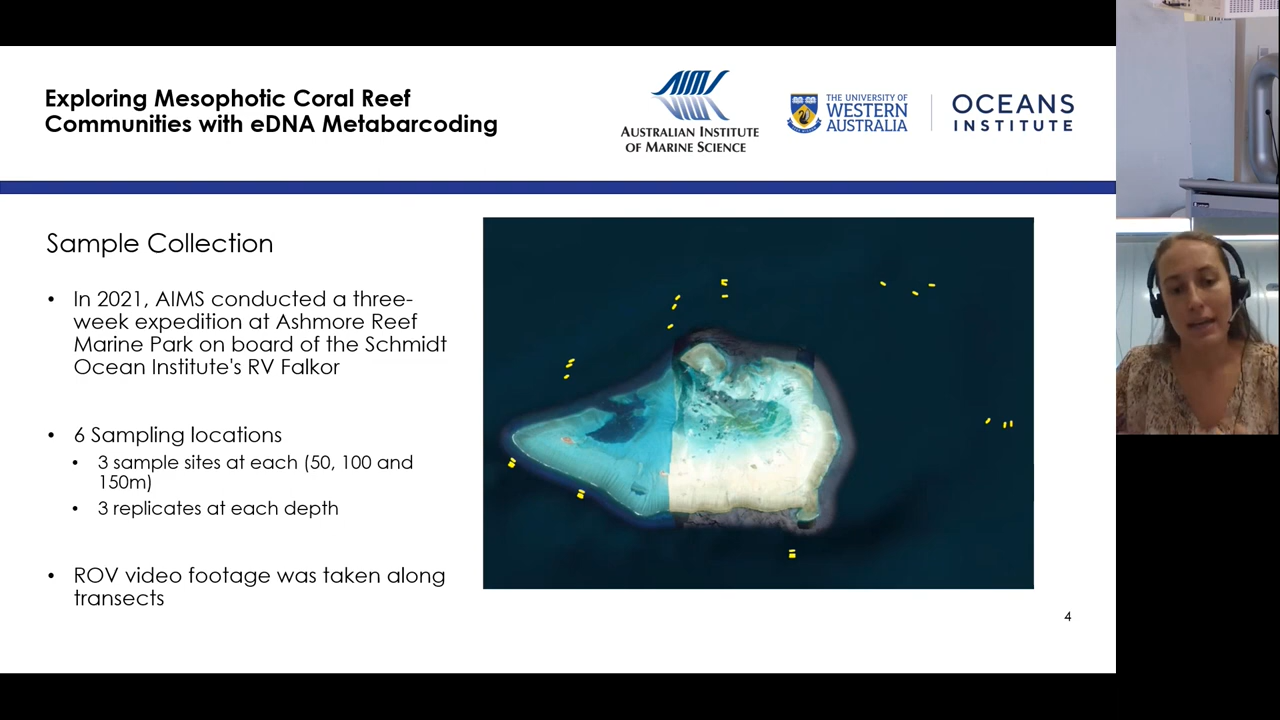 Exploring Mesophotic Coral Reef
Communities with eDNA Metabarcoding
AIMS
AUSTRALIAN INSTITUTE
OF MARINE SCIENCE
THE UNIVERSITY OF
WESTERN
AUSTRALIA
OCEANS
INSTITUTE
Sample Collection
• In 2021, AIMS conducted a three-
week expedition at Ashmore Reef
Marine Park on board of the Schmidt
Ocean Institute's RV Falkor
• 6 Sampling locations
• 3 sample sites at each (50, 100 and
150m)
• 3 replicates at each depth
• ROV video footage was taken along
transects
4